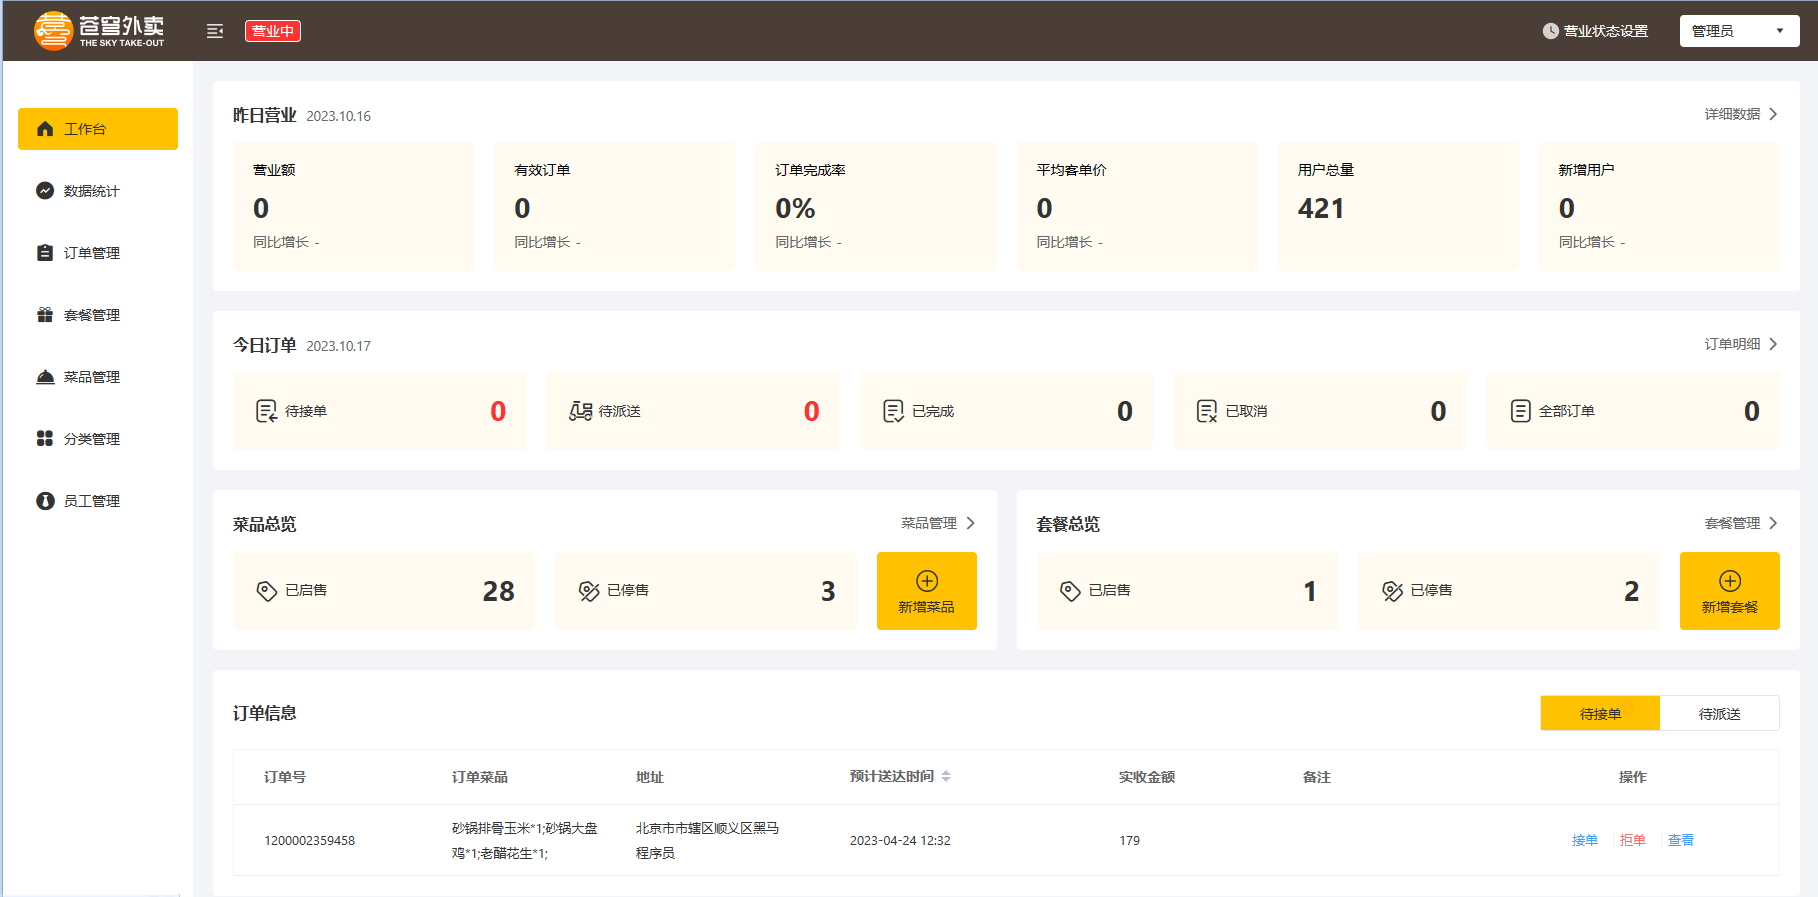 苍穹外卖
THE SKY TAKE-OUT
营业中
营业状态设置
管理员
工作台
数据统计
订单管理
套餐管理
菜品管理
分类管理
员工管理
昨日营业 2023.10.16
详细数据
营业额
0
同比增长 -
有效订单
0
同比增长 -
订单完成率
0%
同比增长 -
平均客单价
0
同比增长 -
用户总量
421
新增用户
0
同比增长 -
今日订单 2023.10.17
订单明细
待接单 0
待派送 0
已完成 0
已取消 0
全部订单 0
菜品总览
菜品管理
已启售 28
已停售 3
新增菜品
套餐总览
套餐管理
已启售 1
已停售 2
新增套餐
订单信息
待接单 待派送
订单号 订单菜品 地址 预计送达时间 实收金额 备注 操作
1200002359458
砂锅排骨玉米*1;砂锅大盘
鸡*1;老醋花生*1;
北京市市辖区顺义区黑马
程序员
2023-04-24 12:32
179
接单 拒单 查看